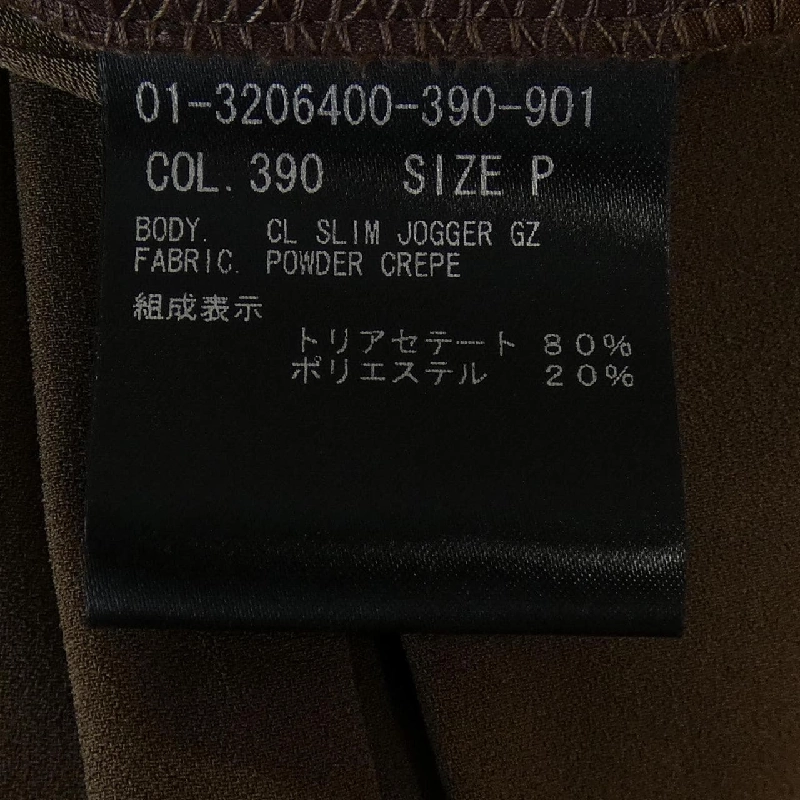 01-3206400-390-901
COL. 390 SIZE P
BODY. CL SLIM JOGGER GZ
FABRIC. POWDER CREPE
組成表示
トリアセテート 80%
ポリエステル 20%